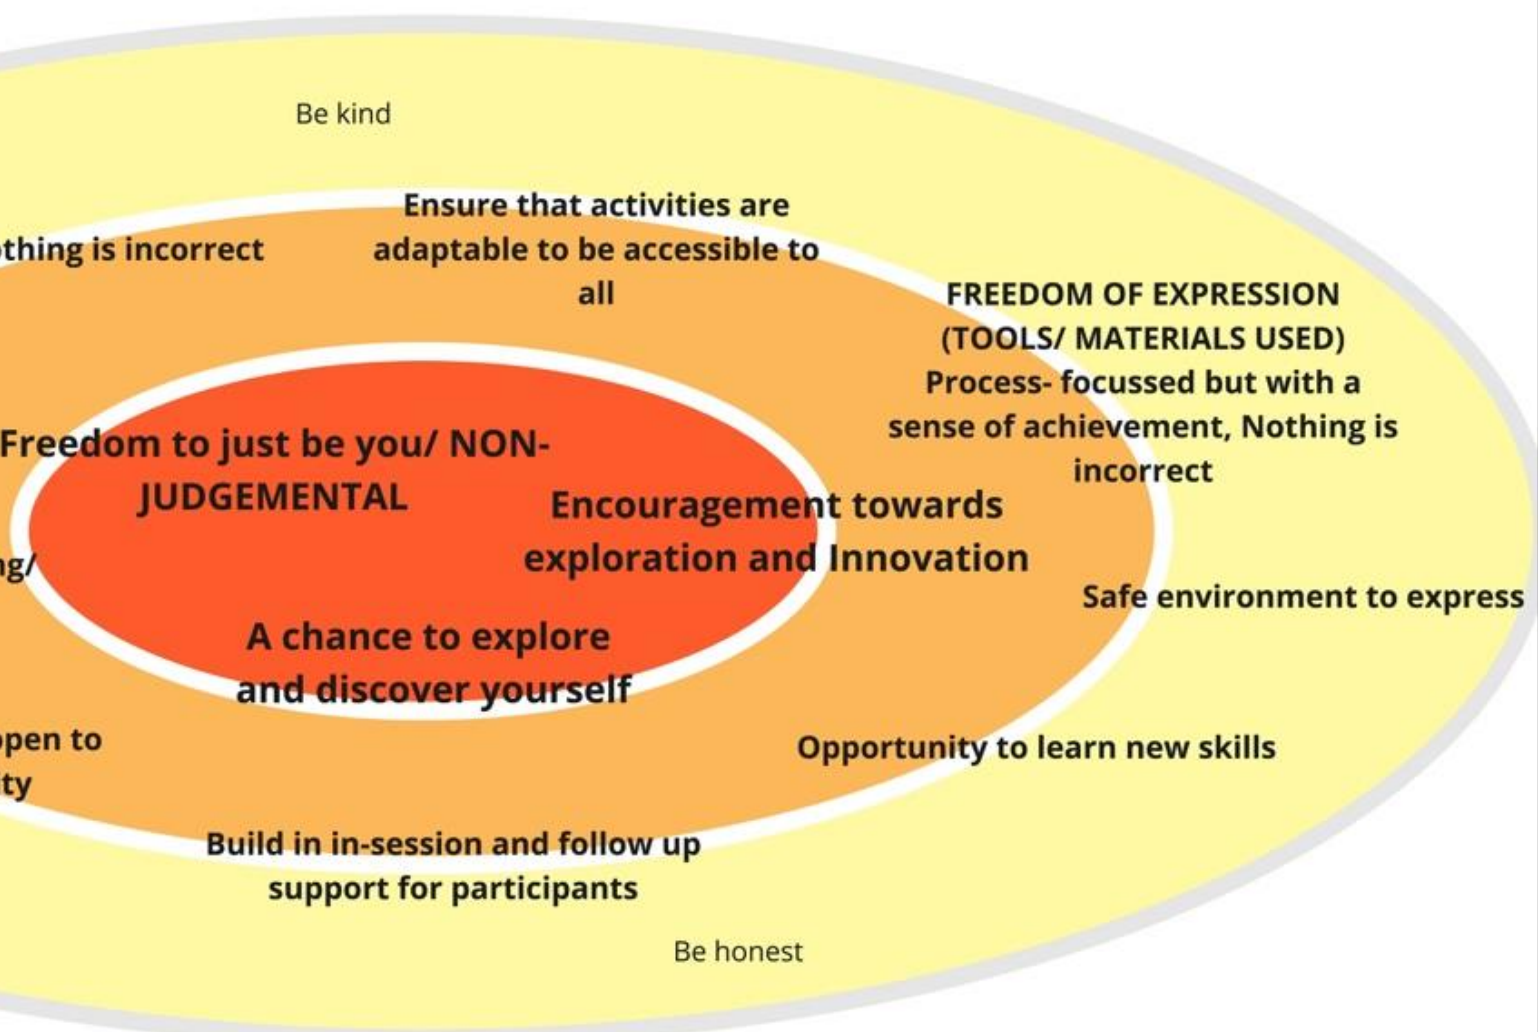 Be kind
Ensure that activities are
adaptable to be accessible to
all
is incorrect
FREEDOM OF EXPRESSION
(TOOLS/ MATERIALS USED)
Process- focussed but with a
sense of achievement, Nothing is
incorrect
Freedom to just be you/ NON-
JUDGEMENTAL
Encouragement towards
exploration and Innovation
Safe environment to express
A chance to explore
and discover yourself
to
Opportunity to learn new skills
Build in in-session and follow up
support for participants
Be honest